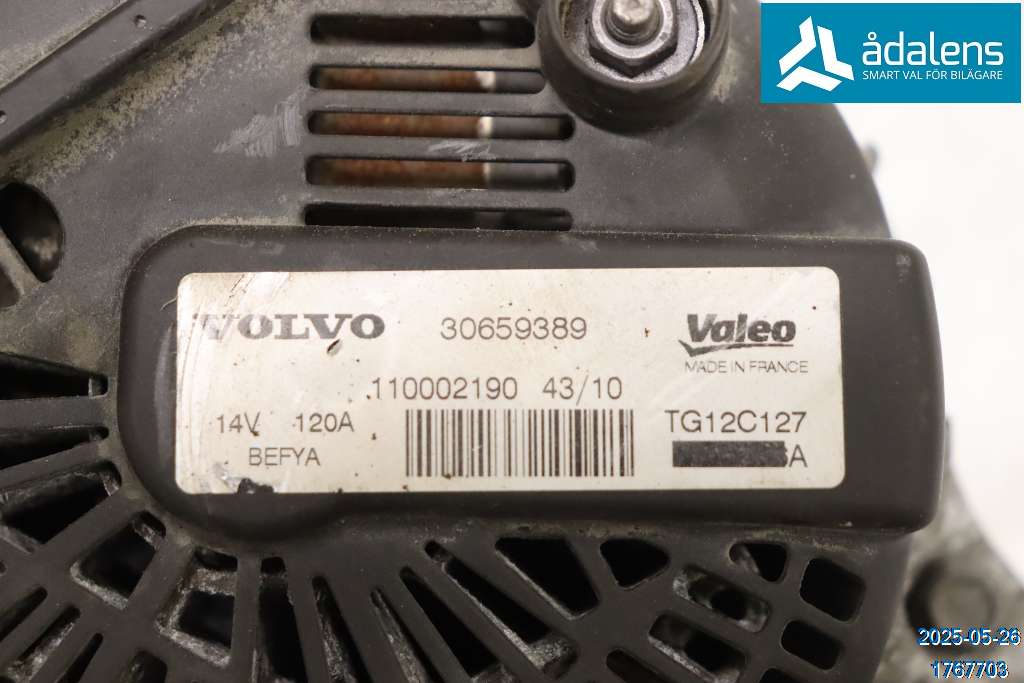 ådalens
SMART VAL FÖR BILÄGARE
VOLVO 30659389 Valeo
MADE IN FRANCE
110002190 43/10
14V 120A TG12C127
BEFYA A
2025-05-26
1767703